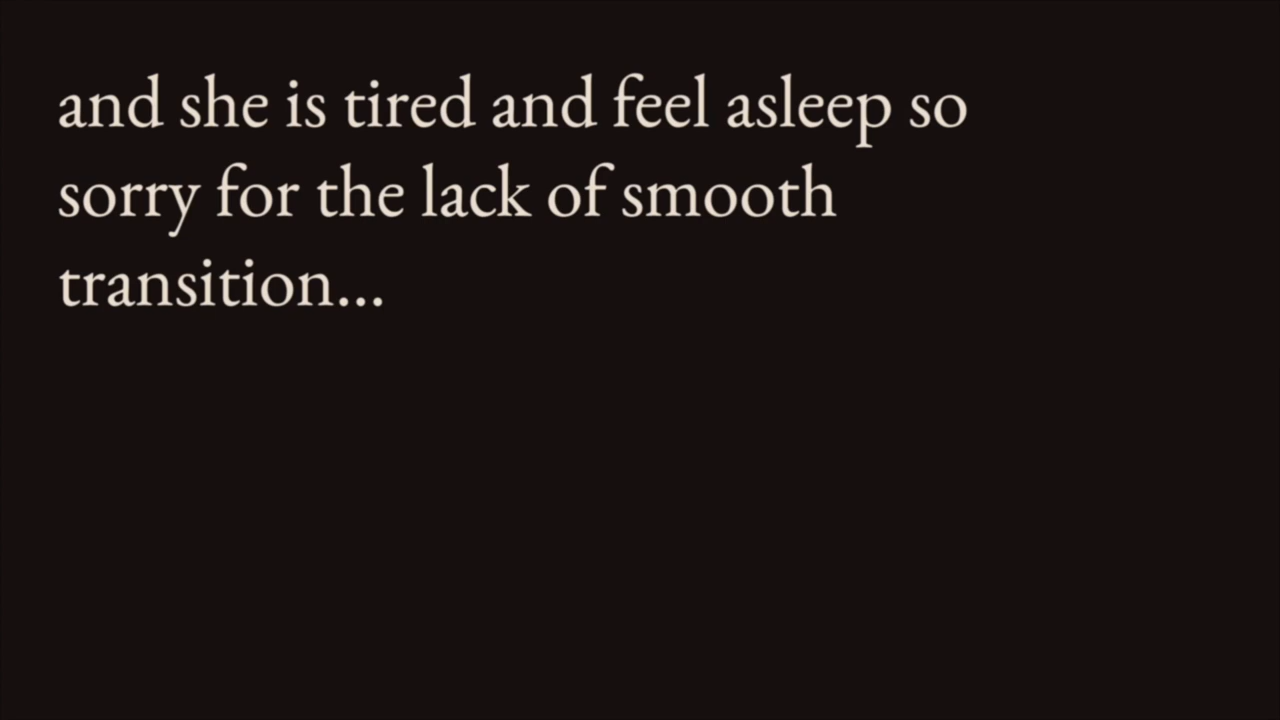 and she is tired and feel asleep so
sorry for the lack of smooth
transition...